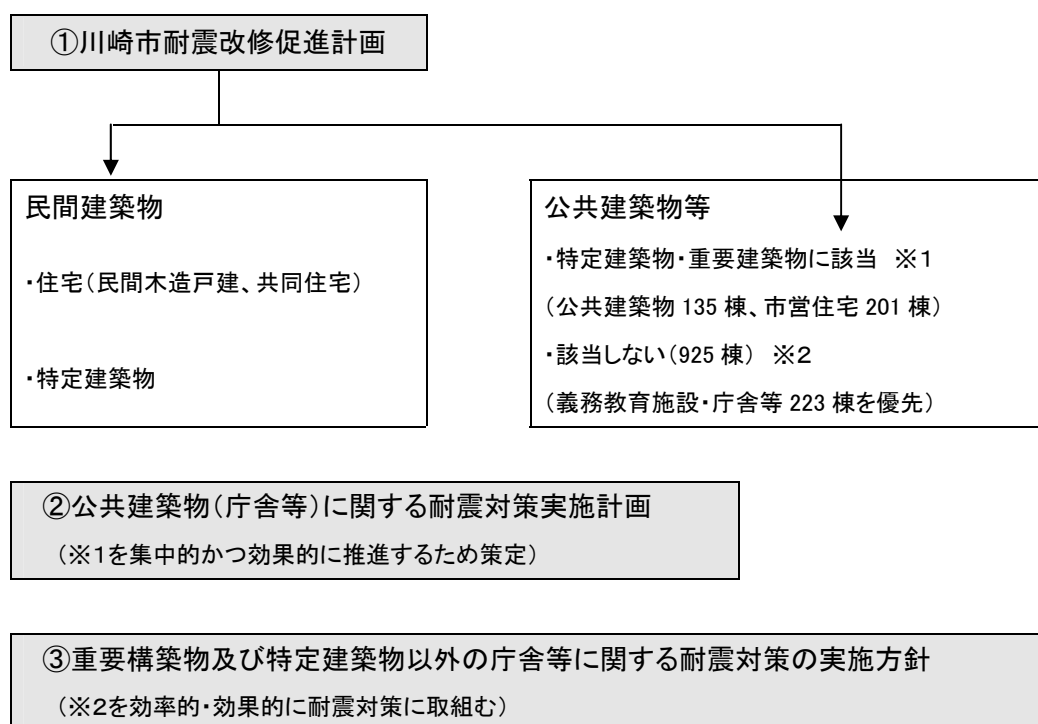 ①川崎市耐震改修促進計画
民間建築物
・住宅(民間木造戸建、共同住宅)
・特定建築物
公共建築物等
・特定建築物・重要建築物に該当 ※1
(公共建築物 135 棟、市営住宅 201 棟)
・該当しない(925 棟) ※2
(義務教育施設・庁舎等 223 棟を優先)
②公共建築物(庁舎等)に関する耐震対策実施計画
(※1を集中的かつ効果的に推進するため策定)
③重要構築物及び特定建築物以外の庁舎等に関する耐震対策の実施方針
(※2を効率的・効果的に耐震対策に取組む)